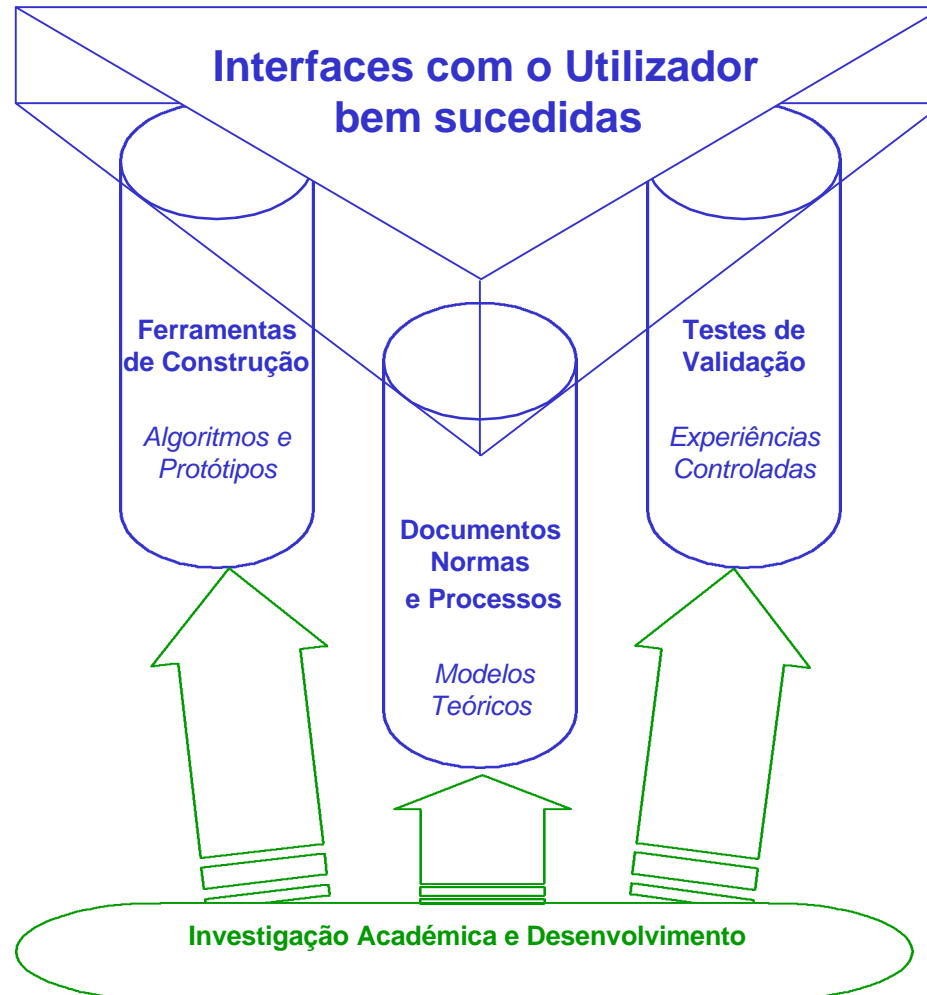 Interfaces com o Utilizador
bem sucedidas
Ferramentas
de Construção
Algoritmos e
Protótipos
Documentos
Normas
e Processos
Modelos
Teóricos
Testes de
Validação
Experiências
Controladas
Investigação Académica e Desenvolvimento